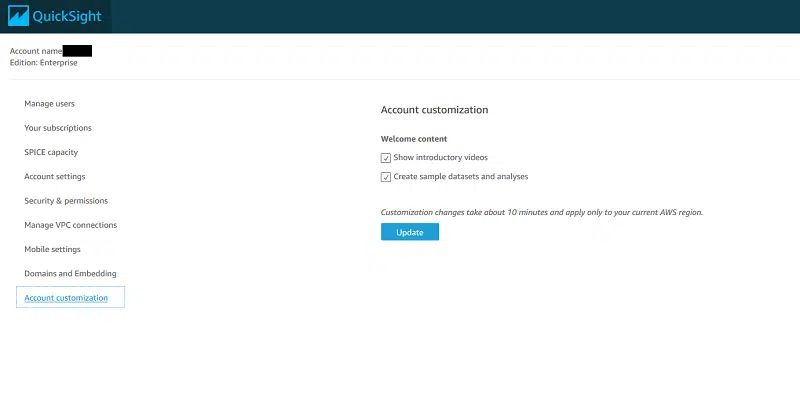 QuickSight
Account name
Edition: Enterprise
Manage users
Your subscriptions
SPICE capacity
Account settings
Security & permissions
Manage VPC connections
Mobile settings
Domains and Embedding
Account customization
Account customization
Welcome content
Show introductory videos
Create sample datasets and analyses
Customization changes take about 10 minutes and apply only to your current AWS region.
Update